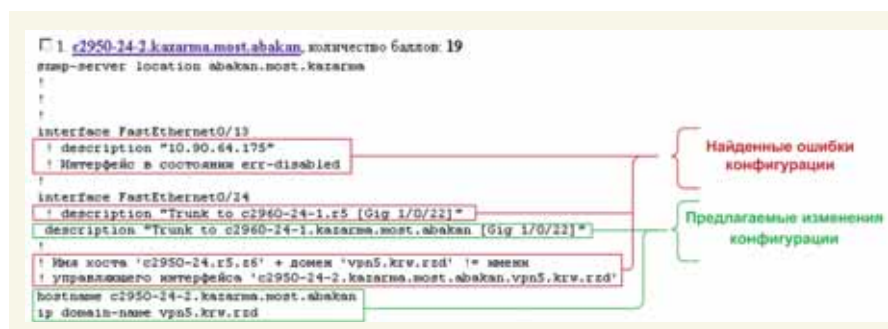 1. c2950-24-2.kazarma.most.abakan, количество баллов: 19
snmp-server location abakan.most.kazarma
!
!
!
interface FastEthernet0/13
! description "10.90.64.175"
! Интерфейс в состоянии err-disabled
!
interface FastEthernet0/24
! description "Trunk to c2960-24-1.r5 [Gig 1/0/22]"
description "Trunk to c2960-24-1.kazarma.most.abakan [Gig 1/0/22]"
!
! Имя хоста 'c2950-24.r5.s6' + домен 'vpn5.krw.rzd' != имени
! управляющего интерфейса 'c2950-24-2.kazarma.most.abakan.vpn5.krw.rzd'
hostname c2950-24-2.kazarma.most.abakan
ip domain-name vpn5.krw.rzd
Найденные ошибки
конфигурации
Предлагаемые изменения
конфигурации